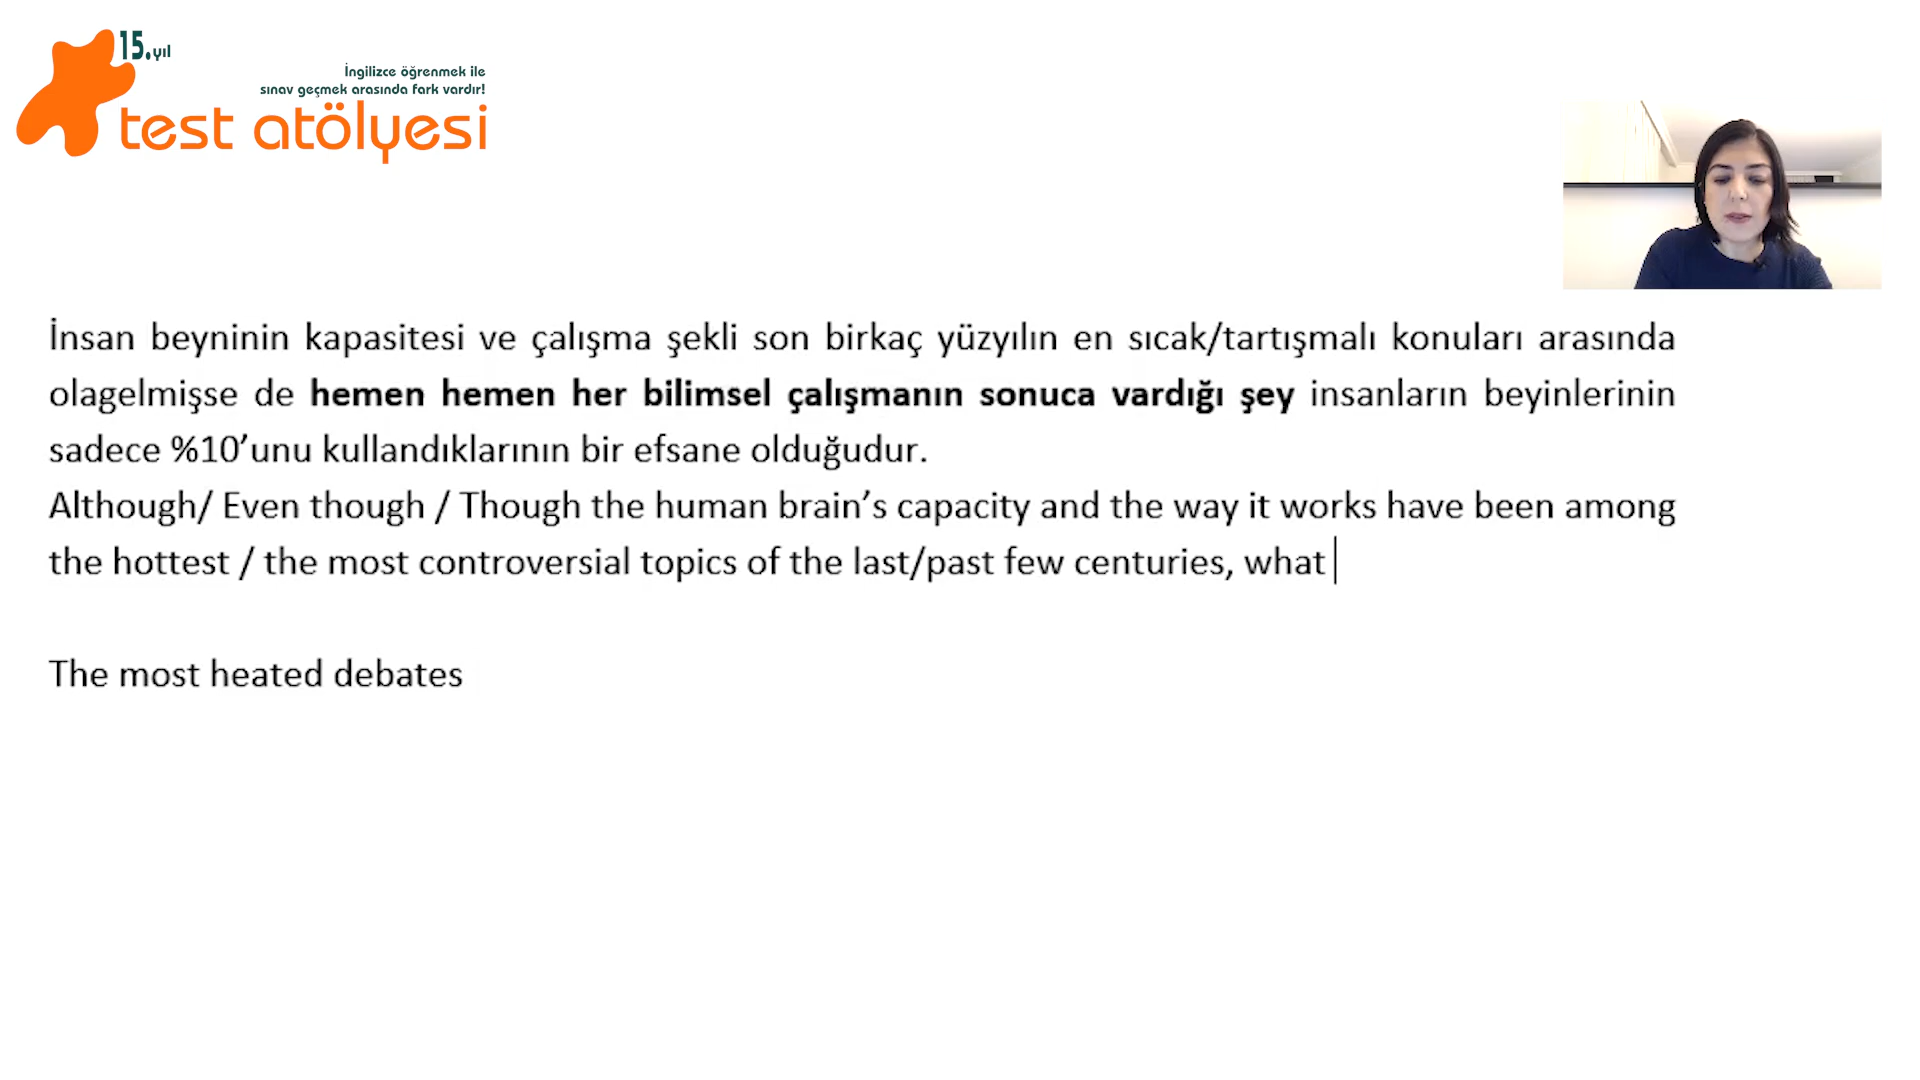 15.yıl
İngilizce öğrenmek ile
sınav geçmek arasında fark vardır!
test atölyesi
İnsan beyninin kapasitesi ve çalışma şekli son birkaç yüzyılın en sıcak/tartışmalı konuları arasında
olagelmişse de hemen hemen her bilimsel çalışmanın sonuca vardığı şey insanların beyinlerinin
sadece %10’unu kullandıklarının bir efsane olduğudur.
Although/ Even though / Though the human brain’s capacity and the way it works have been among
the hottest / the most controversial topics of the last/past few centuries, what
The most heated debates